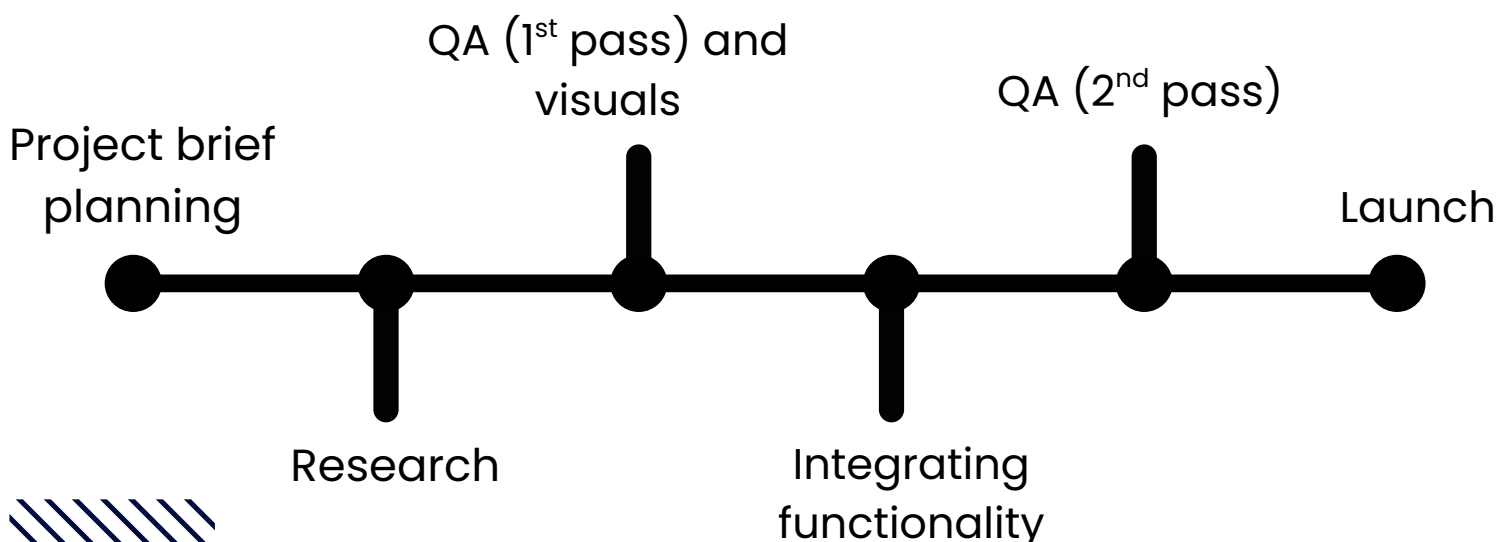 Project brief
planning
Research
QA (1st pass) and
visuals
Integrating
functionality
QA (2nd pass)
Launch